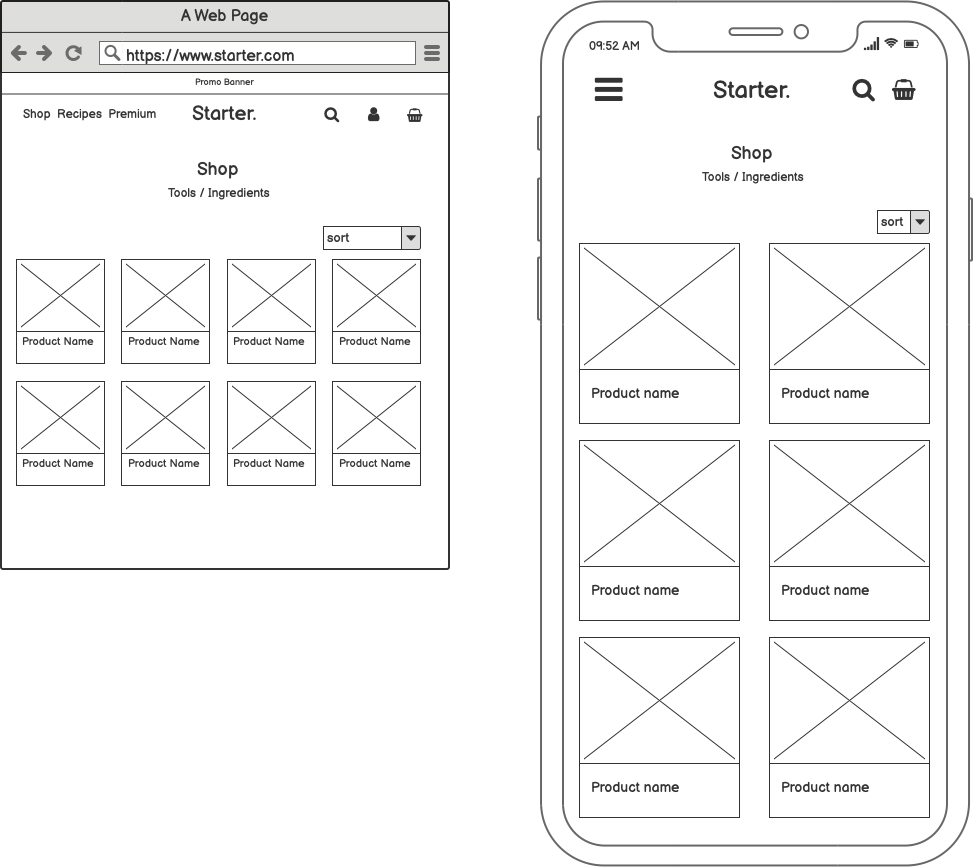 A Web Page
https://www.starter.com
Promo Banner
Shop Recipes Premium Starter.
Shop
Tools / Ingredients
sort
Product Name Product Name Product Name Product Name
Product Name Product Name Product Name Product Name
09:52 AM
Starter.
Shop
Tools / Ingredients
sort
Product name Product name
Product name Product name
Product name Product name